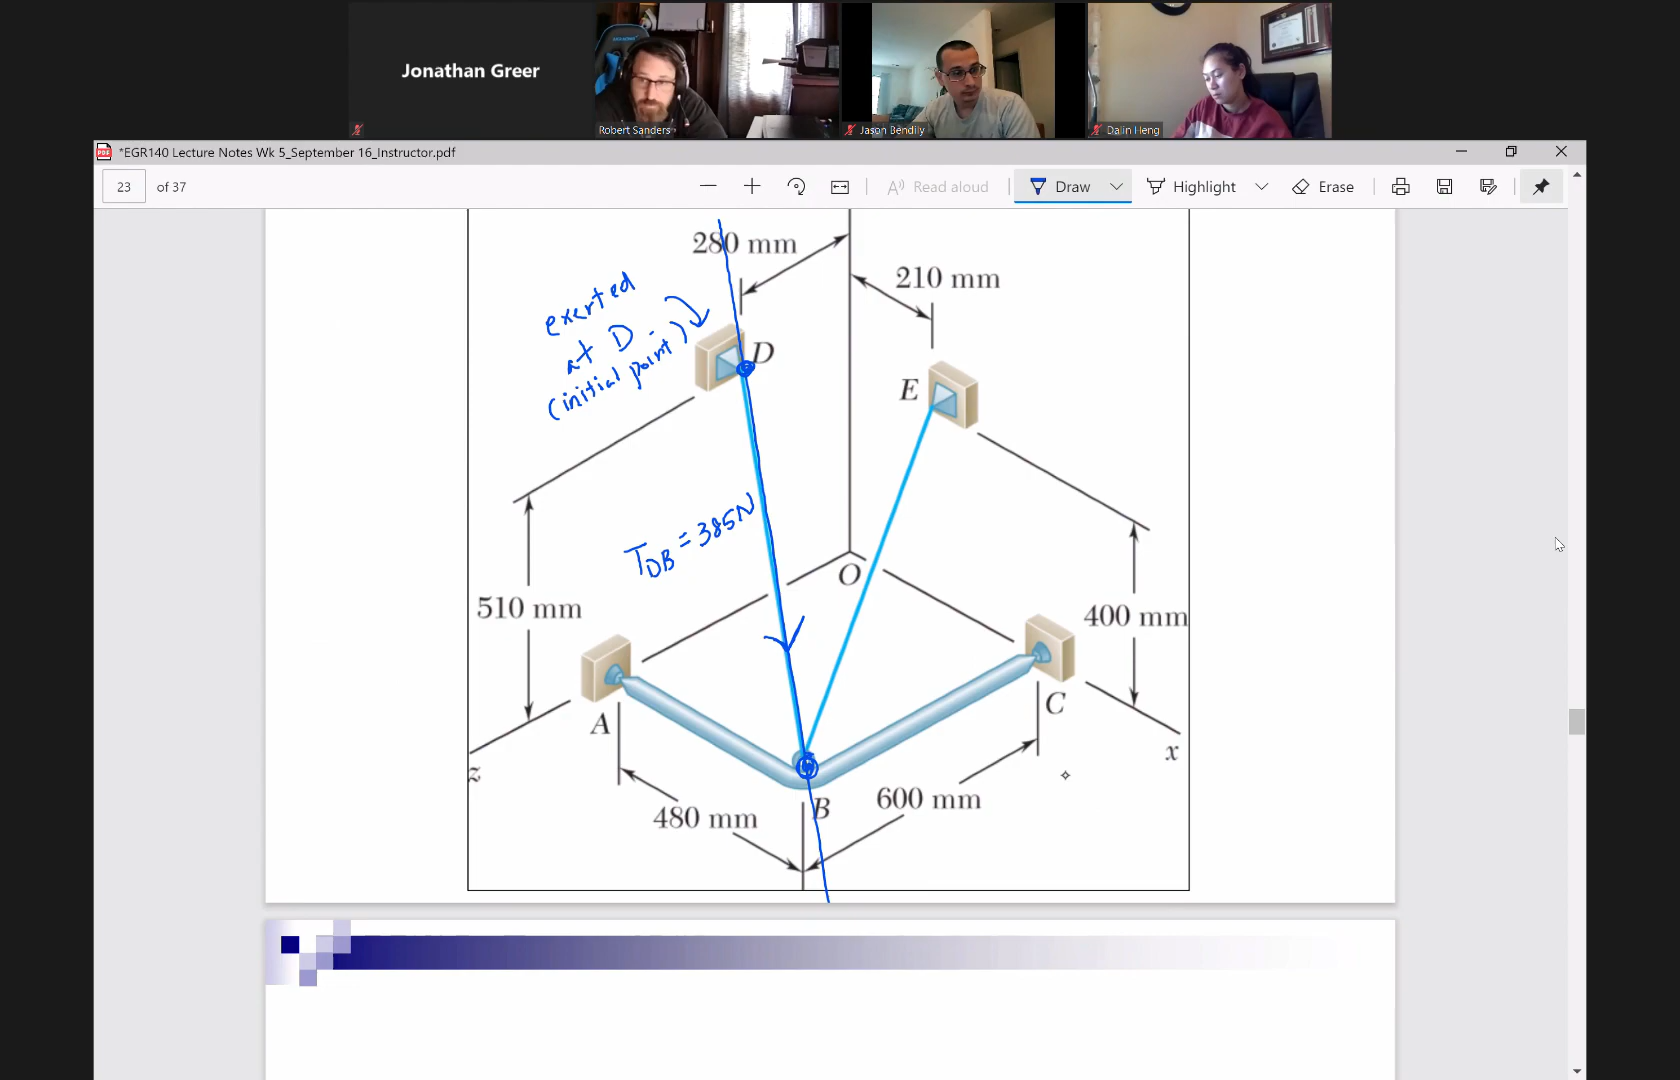 Jonathan Greer
Robert Sanders
Jason Bendily
Dalin Heng
*EGR140 Lecture Notes Wk 5_September 16_Instructor.pdf
23 of 37
Read aloud
Draw
Highlight
Erase
280 mm
210 mm
exerted
at D
(initial point)
D
E
T_DB = 385N
O
510 mm
400 mm
A
C
z
x
480 mm
B
600 mm